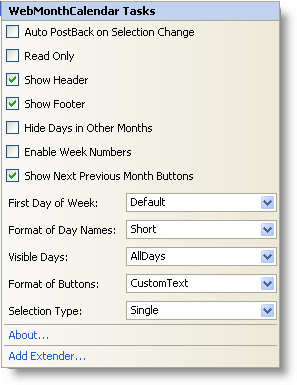 WebMonthCalendar Tasks
Auto PostBack on Selection Change
Read Only
Show Header
Show Footer
Hide Days in Other Months
Enable Week Numbers
Show Next Previous Month Buttons
First Day of Week: Default
Format of Day Names: Short
Visible Days: AllDays
Format of Buttons: CustomText
Selection Type: Single
About...
Add Extender...